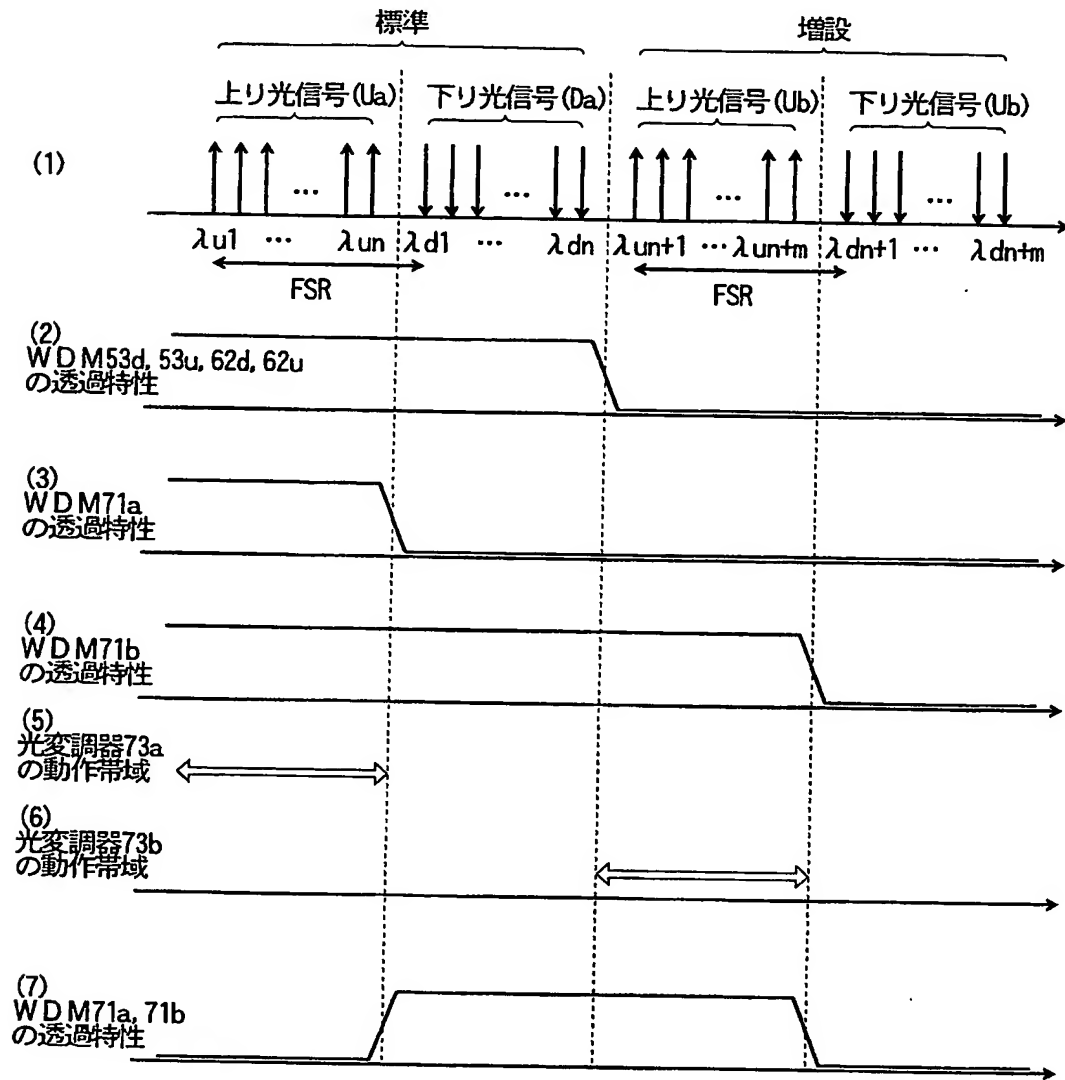 標準 増設
上り光信号(Ua) 下り光信号(Da) 上り光信号(Ub) 下り光信号(Ub)
(1)
… … … …
λu1 … λun λd1 … λdn λun+1 … λun+m λdn+1 … λdn+m
FSR FSR
(2)
WDM53d, 53u, 62d, 62u
の透過特性
(3)
WDM71a
の透過特性
(4)
WDM71b
の透過特性
(5)
光変調器73a
の動作帯域
(6)
光変調器73b
の動作帯域
(7)
WDM71a, 71b
の透過特性